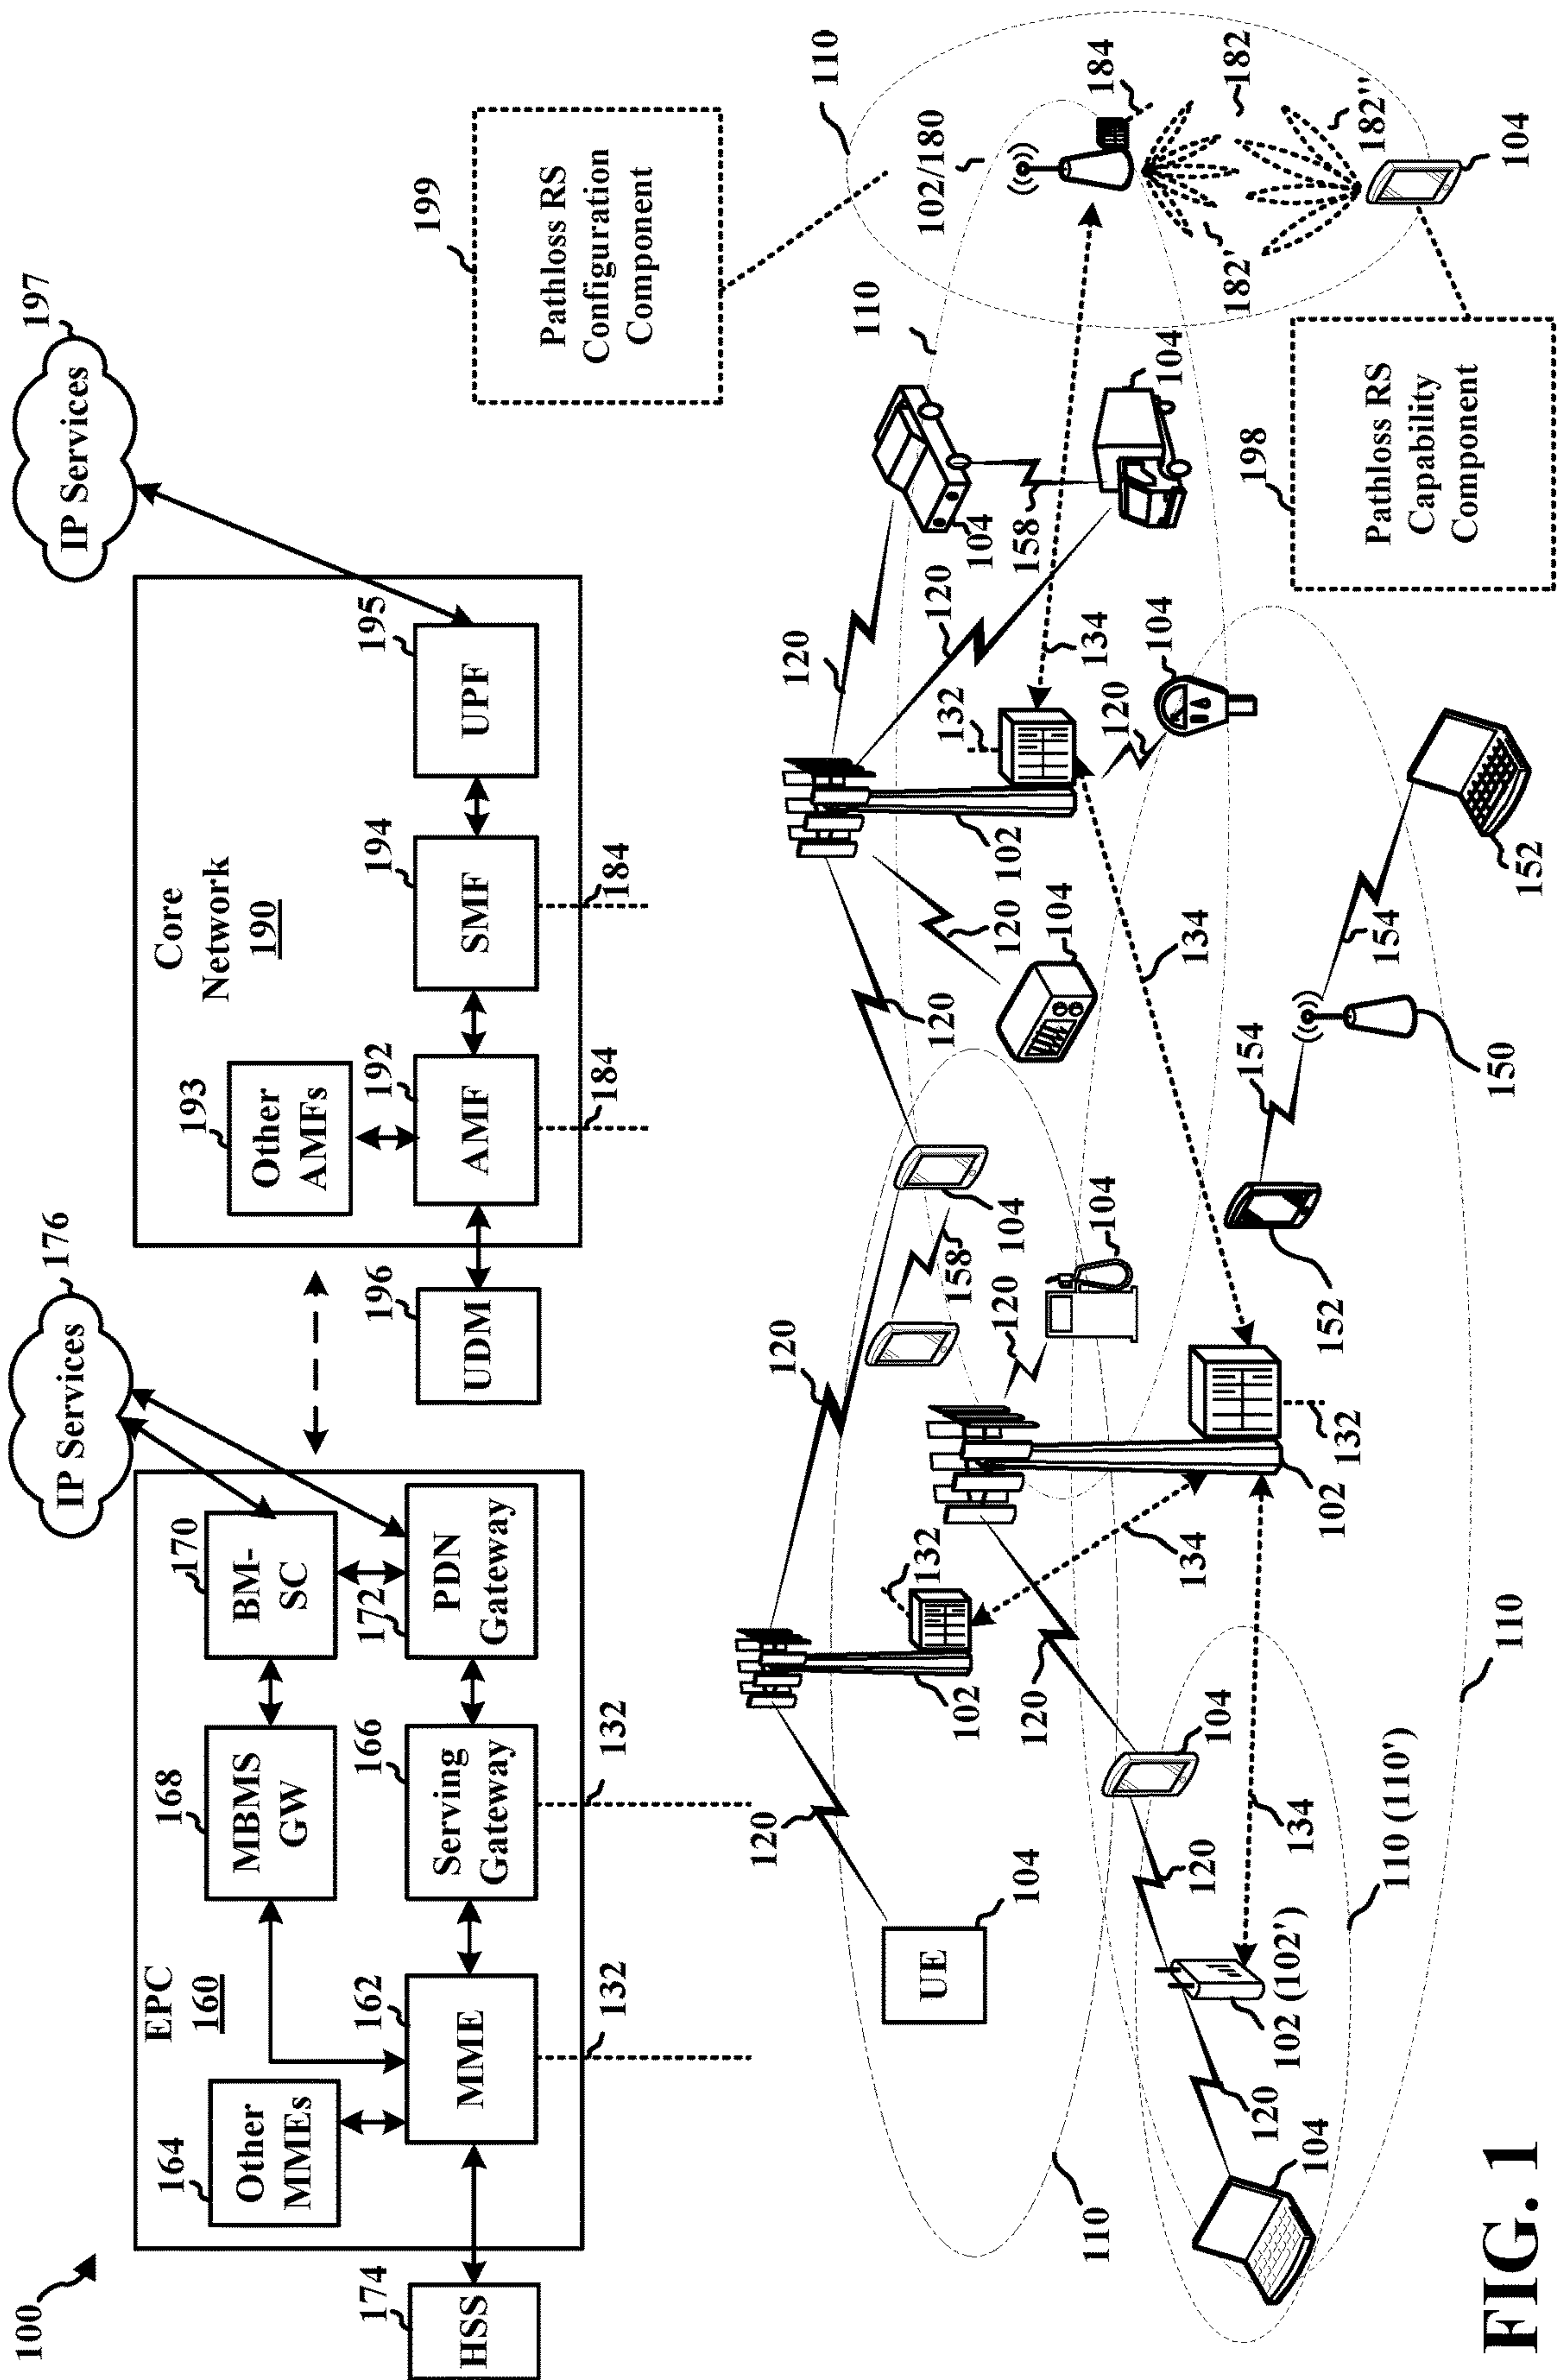 100
IP Services
176
IP Services
197
EPC
160
164
Other
MMEs
168
MBMS
GW
170
BM-
SC
174
HSS
162
MME
166
Serving
Gateway
172
PDN
Gateway
132
132
Core
Network
190
193
Other
AMFs
196
UDM
192
AMF
194
SMF
195
UPF
184
184
199
Pathloss RS
Configuration
Component
110
102/180
184
182
182'
182''
104
198
Pathloss RS
Capability
Component
120
120
120
120
120
132
102
104
104
158
104
104
134
110
120
120
132
102
104
158
UE
104
110
120
104
134
134
132
102
120
104
120
102 (102')
120
104
134
110 (110')
110
152
154
150
154
152
FIG. 1